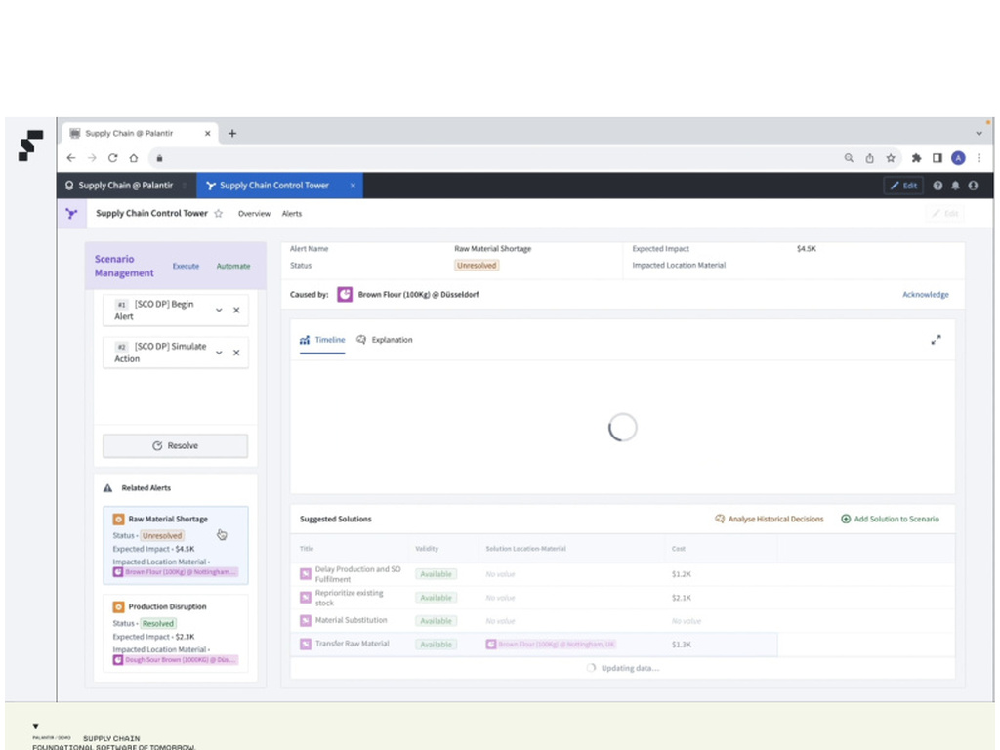 Supply Chain @ Palantir
Supply Chain @ Palantir
Supply Chain Control Tower
Edit
A
Supply Chain Control Tower
Overview
Alerts
Edit
Scenario Management
Execute
Automate
#1 [SCO DP] Begin
Alert
#2 [SCO DP] Simulate
Action
Resolve
Related Alerts
Raw Material Shortage
Status • Unresolved
Expected Impact • $4.5K
Impacted Location Material •
Brown Flour (100Kg) @ Nottingham,...
Production Disruption
Status • Resolved
Expected Impact • $2.3K
Impacted Location Material •
Dough Sour Brown (1000KG) @ Düs...
Alert Name
Raw Material Shortage
Expected Impact
$4.5K
Status
Unresolved
Impacted Location Material
Caused by:
Brown Flour (100Kg) @ Düsseldorf
Acknowledge
Timeline
Explanation
Suggested Solutions
Analyse Historical Decisions
Add Solution to Scenario
Title
Validity
Solution Location-Material
Cost
Delay Production and SO
Fulfilment
Available
No value
$1.2K
Reprioritize existing
stock
Available
No value
$2.1K
Material Substitution
Available
No value
No value
Transfer Raw Material
Available
Brown Flour (100Kg) @ Nottingham, UK
$1.3K
Updating data...
PALANTIR / DEMO
SUPPLY CHAIN
FOUNDATIONAL SOFTWARE OF TOMORROW.